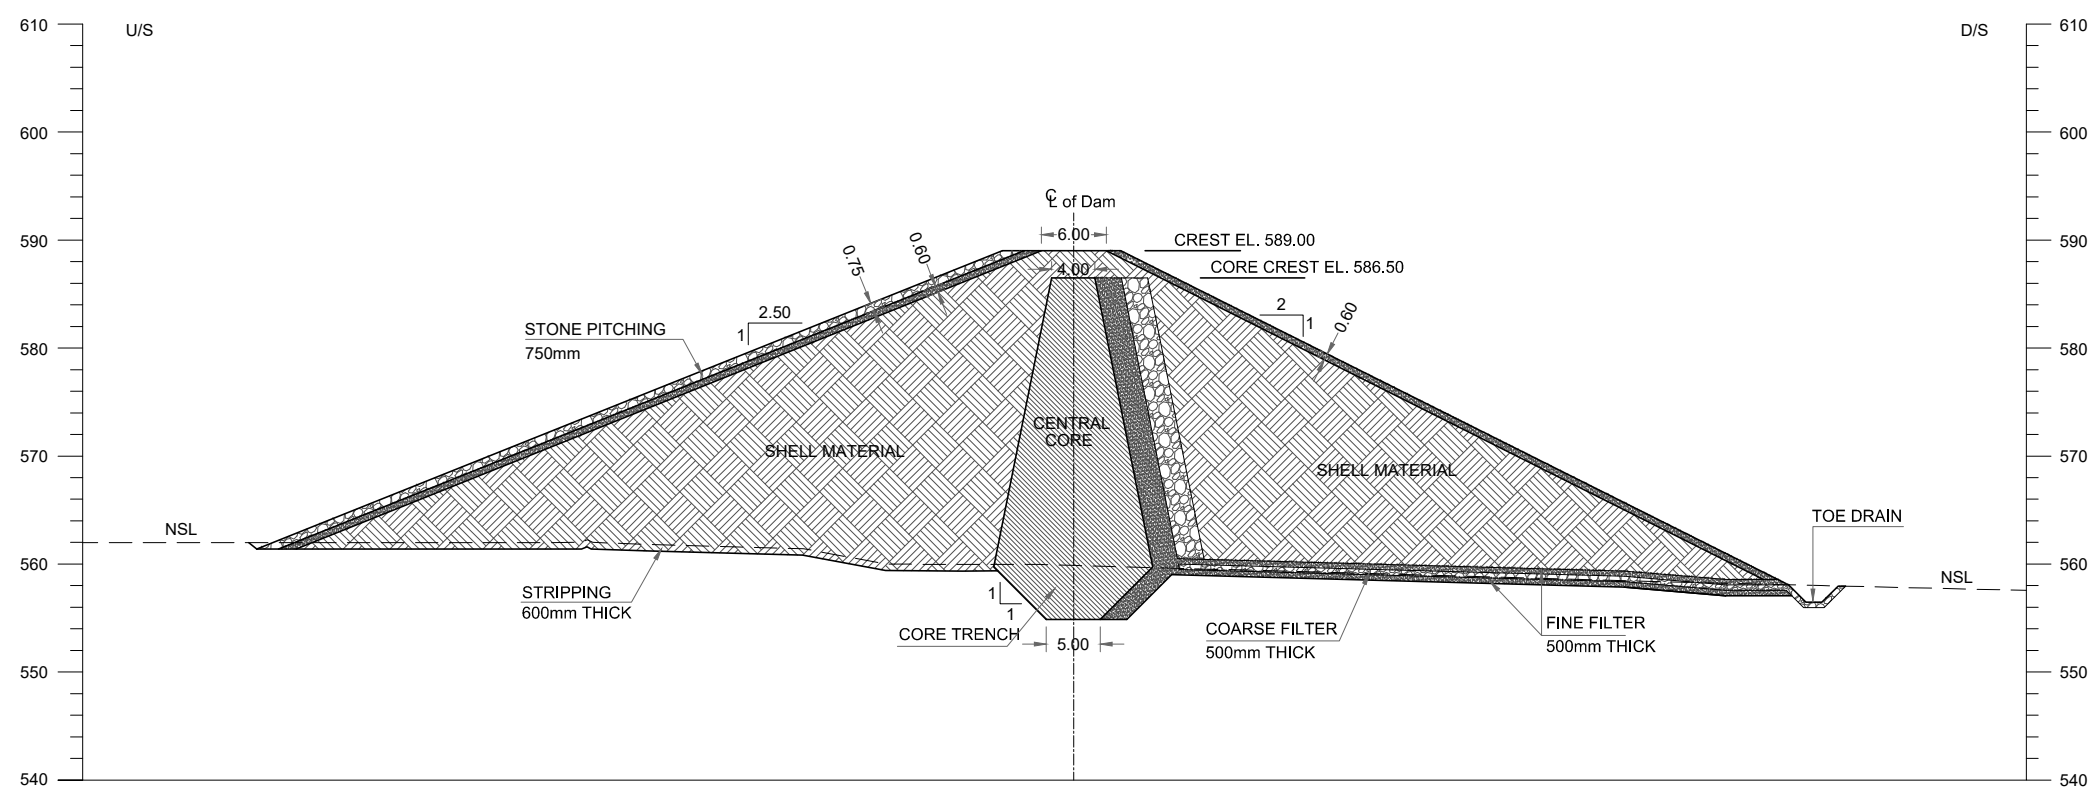 610
600
590
580
570
560
550
540
U/S
D/S
℄ of Dam
6.00
4.00
CREST EL. 589.00
CORE CREST EL. 586.50
0.75
0.60
2.50
1
2
1
0.60
STONE PITCHING
750mm
CENTRAL
CORE
SHELL MATERIAL
SHELL MATERIAL
NSL
NSL
TOE DRAIN
STRIPPING
600mm THICK
1
1
CORE TRENCH
5.00
COARSE FILTER
500mm THICK
FINE FILTER
500mm THICK
610
600
590
580
570
560
550
540